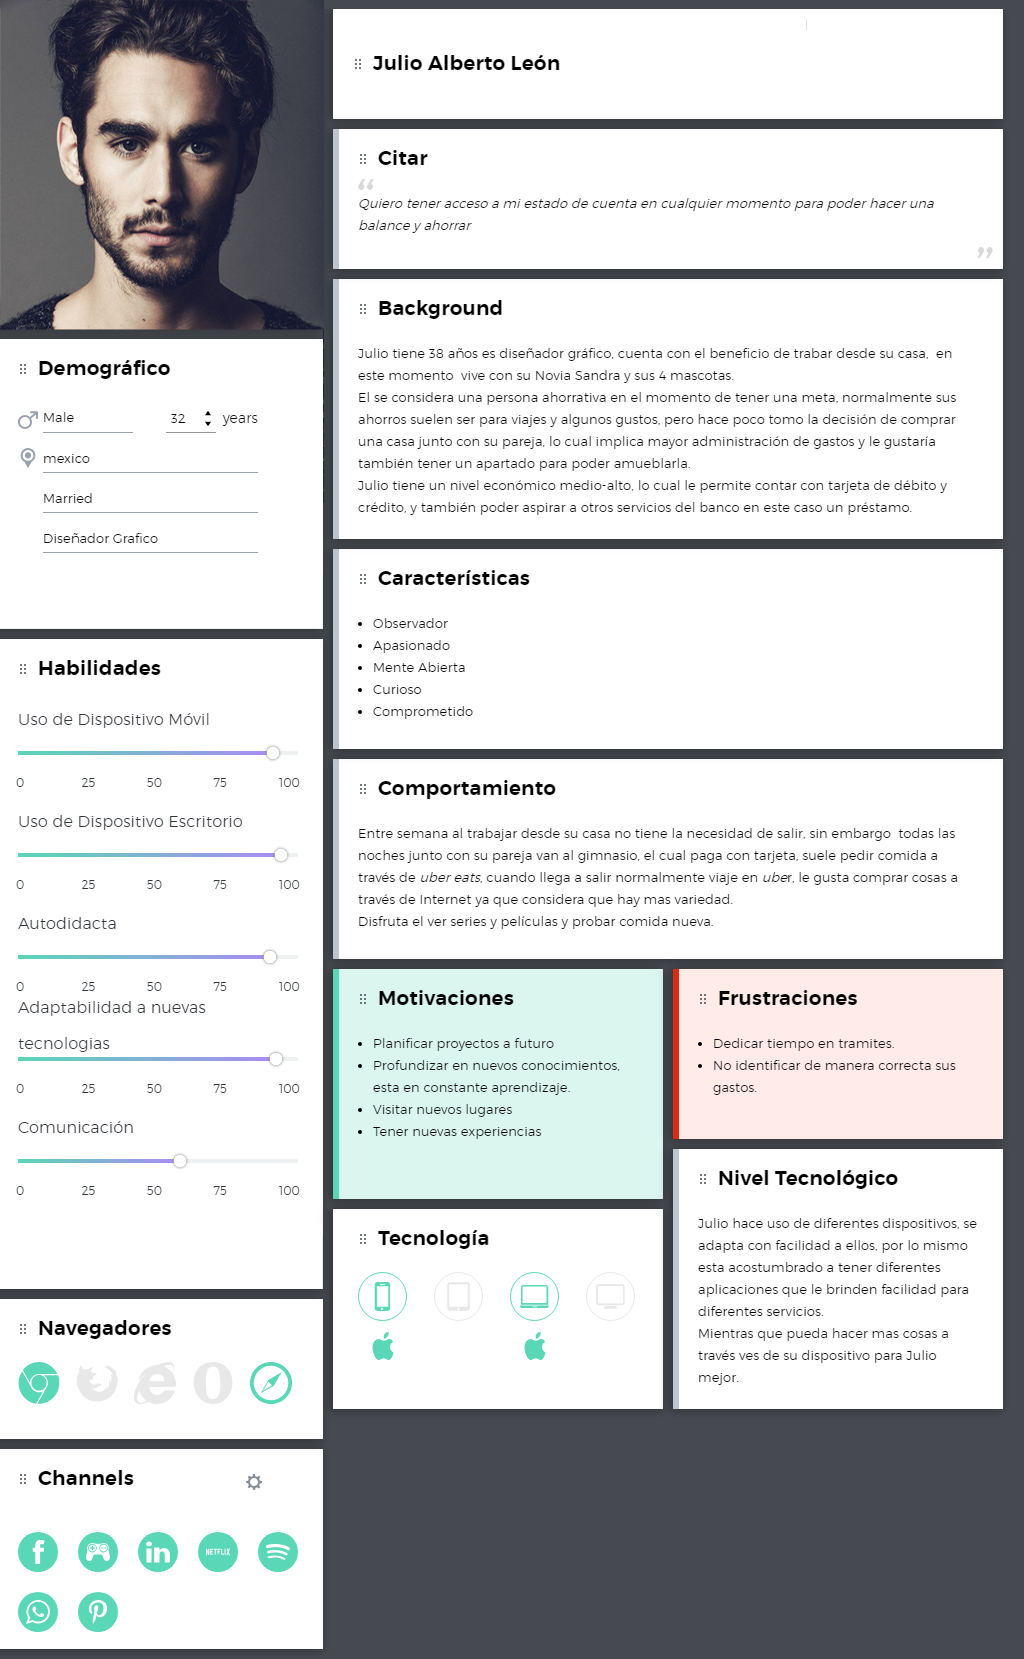 Julio Alberto León
Citar
“
Quiero tener acceso a mi estado de cuenta en cualquier momento para poder hacer una
balance y ahorrar
”
Background
Julio tiene 38 años es diseñador gráfico, cuenta con el beneficio de trabar desde su casa,  en
este momento  vive con su Novia Sandra y sus 4 mascotas.
El se considera una persona ahorrativa en el momento de tener una meta, normalmente sus
ahorros suelen ser para viajes y algunos gustos, pero hace poco tomo la decisión de comprar
una casa junto con su pareja, lo cual implica mayor administración de gastos y le gustaría
también tener un apartado para poder amueblarla.
Julio tiene un nivel económico medio-alto, lo cual le permite contar con tarjeta de débito y
crédito, y también poder aspirar a otros servicios del banco en este caso un préstamo.
Demográfico
Male 32 years
mexico
Married
Diseñador Grafico
Características
• Observador
• Apasionado
• Mente Abierta
• Curioso
• Comprometido
Habilidades
Uso de Dispositivo Móvil
0 25 50 75 100
Uso de Dispositivo Escritorio
0 25 50 75 100
Autodidacta
0 25 50 75 100
Adaptabilidad a nuevas
tecnologias
0 25 50 75 100
Comunicación
0 25 50 75 100
Comportamiento
Entre semana al trabajar desde su casa no tiene la necesidad de salir, sin embargo  todas las
noches junto con su pareja van al gimnasio, el cual paga con tarjeta, suele pedir comida a
través de uber eats, cuando llega a salir normalmente viaje en uber, le gusta comprar cosas a
través de Internet ya que considera que hay mas variedad.
Disfruta el ver series y películas y probar comida nueva.
Motivaciones
• Planificar proyectos a futuro
• Profundizar en nuevos conocimientos,
esta en constante aprendizaje.
• Visitar nuevos lugares
• Tener nuevas experiencias
Frustraciones
• Dedicar tiempo en tramites.
• No identificar de manera correcta sus
gastos.
Nivel Tecnológico
Julio hace uso de diferentes dispositivos, se
adapta con facilidad a ellos, por lo mismo
esta acostumbrado a tener diferentes
aplicaciones que le brinden facilidad para
diferentes servicios.
Mientras que pueda hacer mas cosas a
través ves de su dispositivo para Julio
mejor.
Tecnología
Navegadores
Channels
NETFLIX